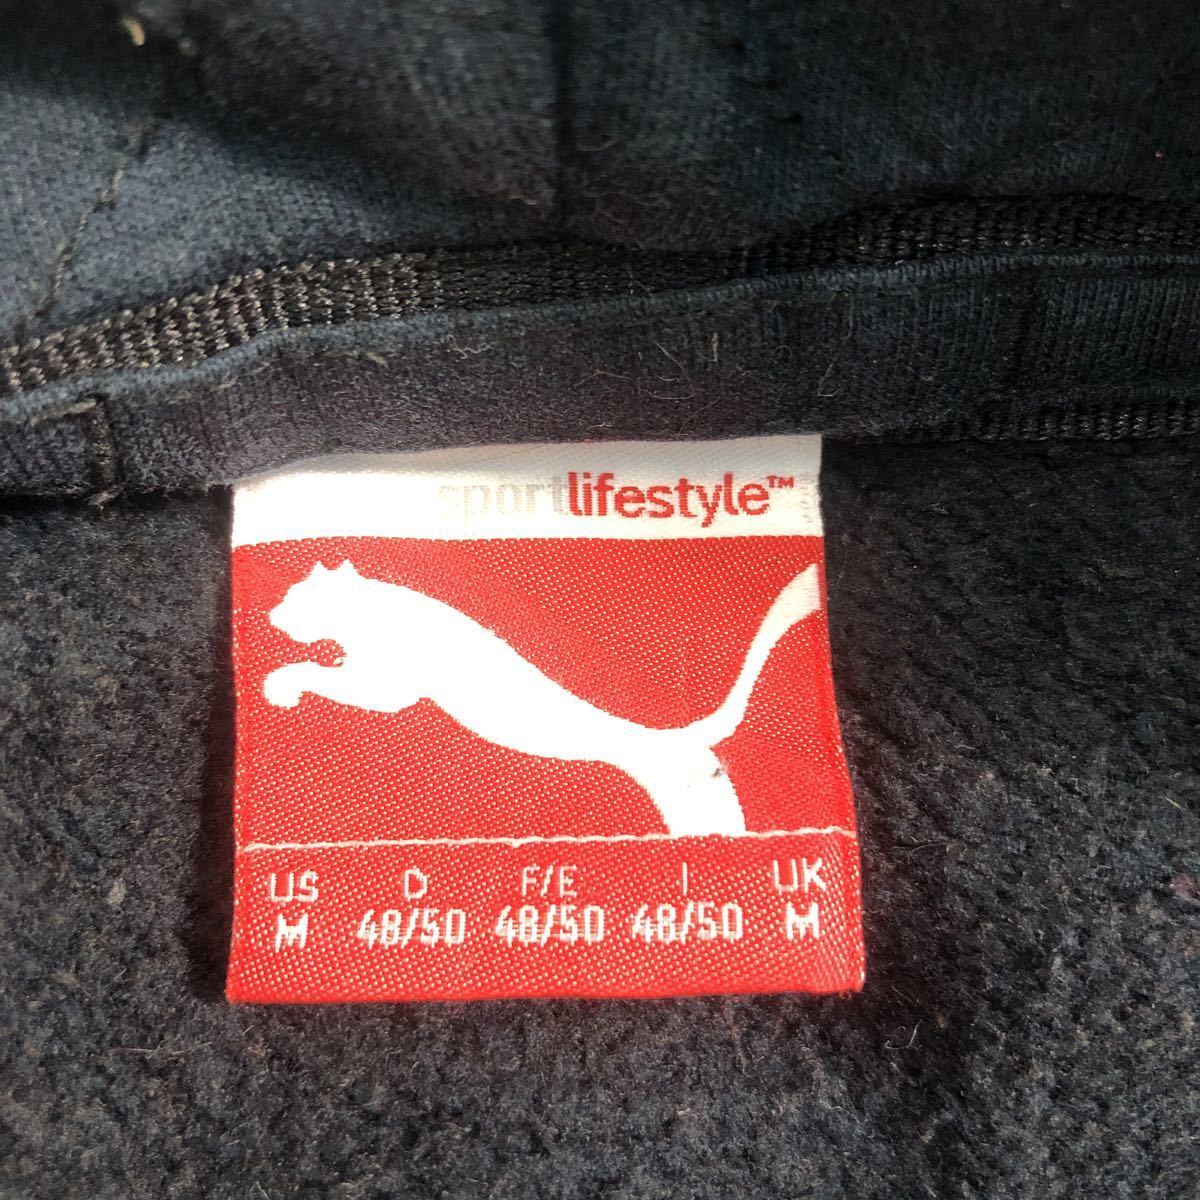 sportlifestyle™
US D F/E I UK
M 48/50 48/50 48/50 M